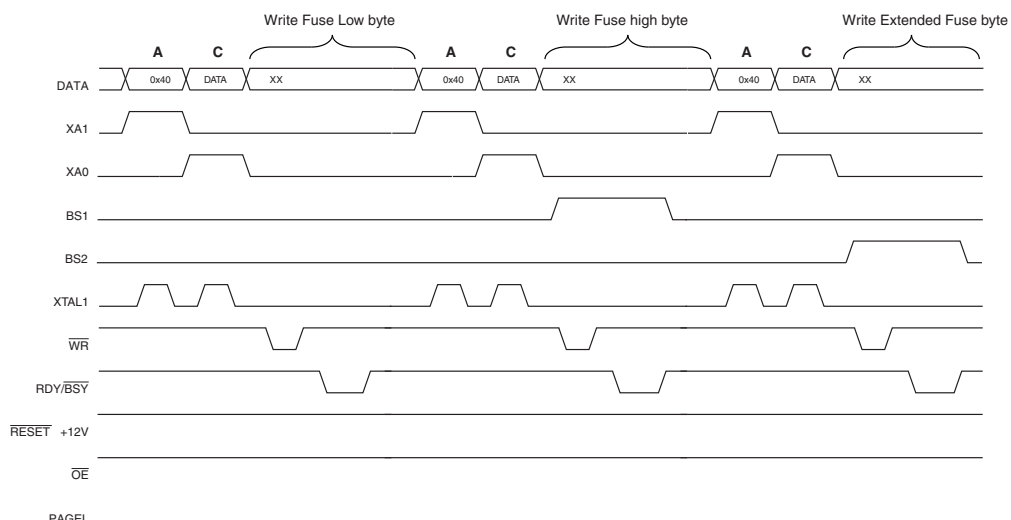 Write Fuse Low byte Write Fuse high byte Write Extended Fuse byte
A C A C A C
DATA 0x40 DATA XX 0x40 DATA XX 0x40 DATA XX
XA1
XA0
BS1
BS2
XTAL1
WR
RDY/BSY
RESET +12V
OE
PAGEL